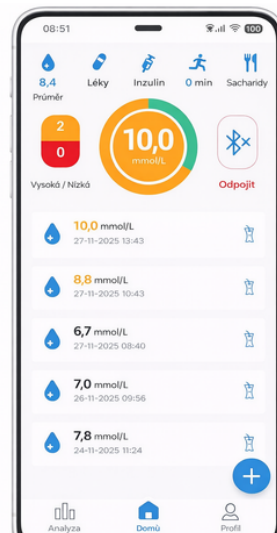 08:51
100
8,4
Průměr
Léky
Inzulin
0 min
Sacharidy
2
0
Vysoká / Nízká
10,0
mmol/L
Odpojit
10,0 mmol/L
27-11-2025 13:43
8,8 mmol/L
27-11-2025 10:43
6,7 mmol/L
27-11-2025 08:40
7,0 mmol/L
26-11-2025 09:56
7,8 mmol/L
24-11-2025 11:24
Analyza
Domů
Profil